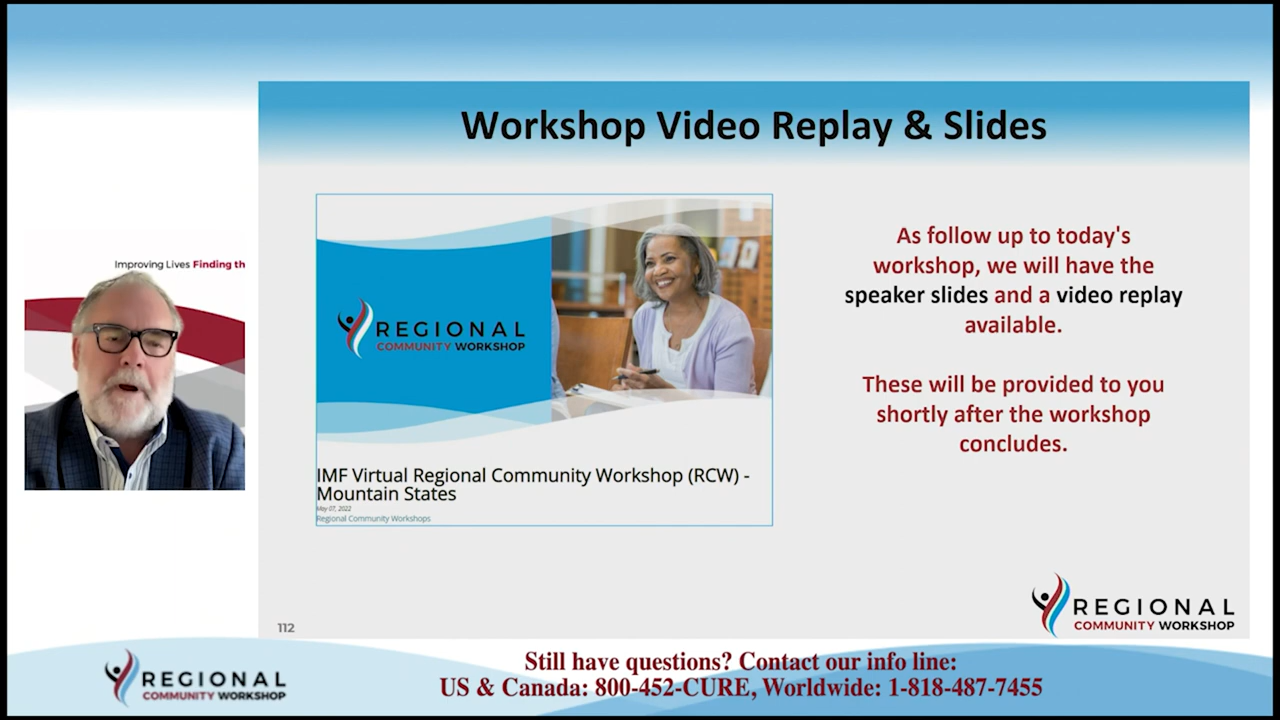 Workshop Video Replay & Slides
Improving Lives Finding th
REGIONAL
COMMUNITY WORKSHOP
IMF Virtual Regional Community Workshop (RCW) -
Mountain States
May 07, 2022
Regional Community Workshops
As follow up to today's
workshop, we will have the
speaker slides and a video replay
available.
These will be provided to you
shortly after the workshop
concludes.
112
REGIONAL
COMMUNITY WORKSHOP
REGIONAL
COMMUNITY WORKSHOP
Still have questions? Contact our info line:
US & Canada: 800-452-CURE, Worldwide: 1-818-487-7455